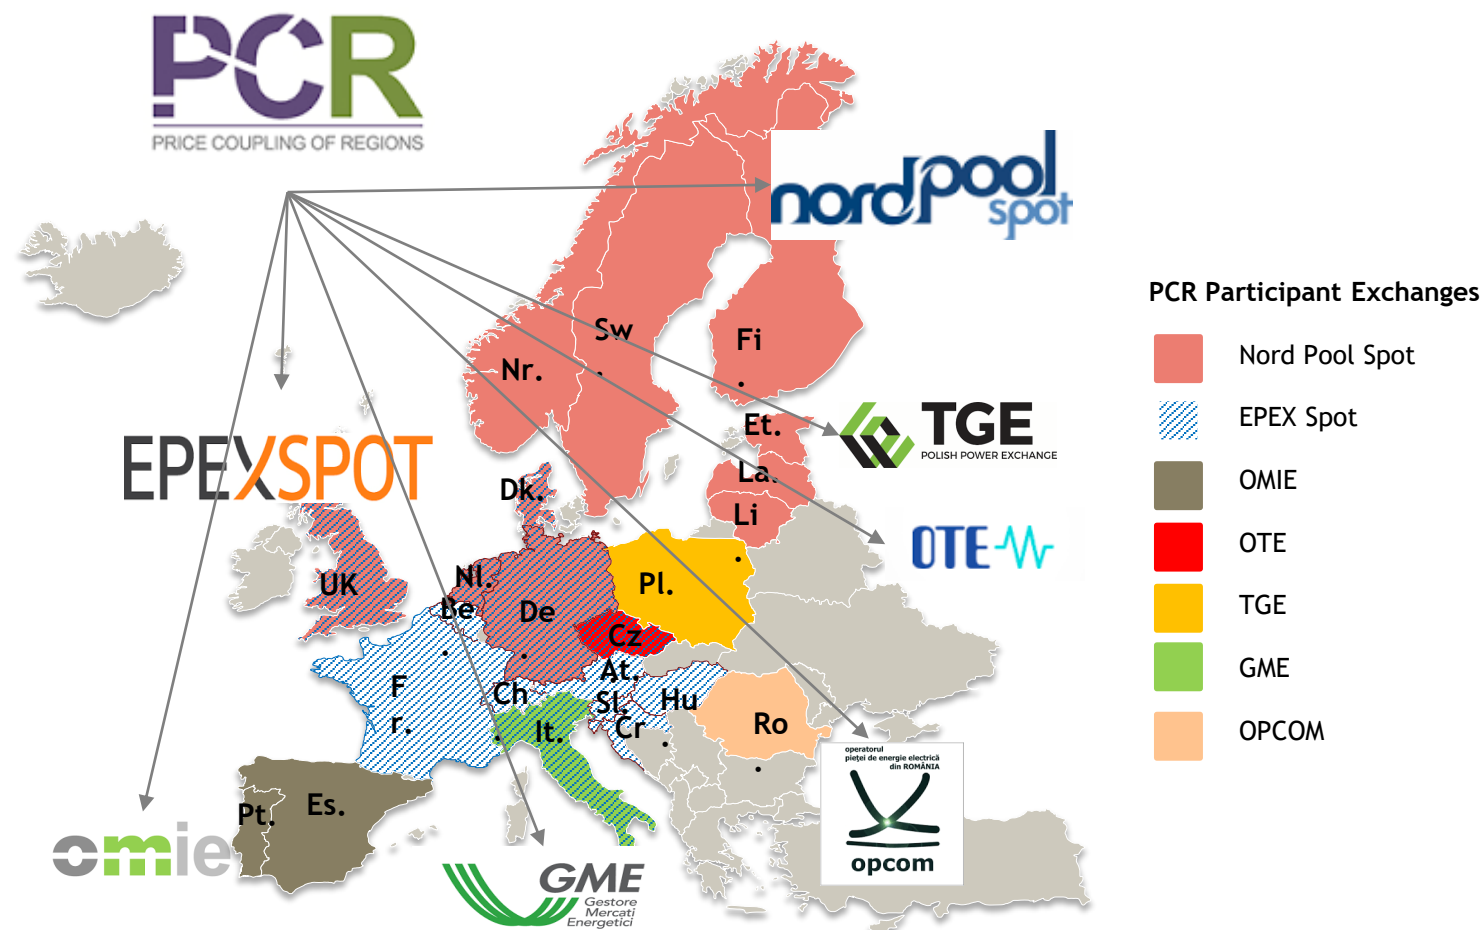 PCR
PRICE COUPLING OF REGIONS
nordpool
spot
PCR Participant Exchanges
Nord Pool Spot
EPEX Spot
OMIE
OTE
TGE
GME
OPCOM
Sw
Fi
Nr.
Et.
TGE
POLISH POWER EXCHANGE
EPEXSPOT
La.
Dk.
Li
OTE
UK
Nl.
Pl.
Be
De
Cz
At.
F
r.
Ch
Sl.
Hu
Cr
It.
Ro
operatorul
pieței de energie electrică
din ROMÂNIA
opcom
Pt.
Es.
omie
GME
Gestore
Mercati
Energetici